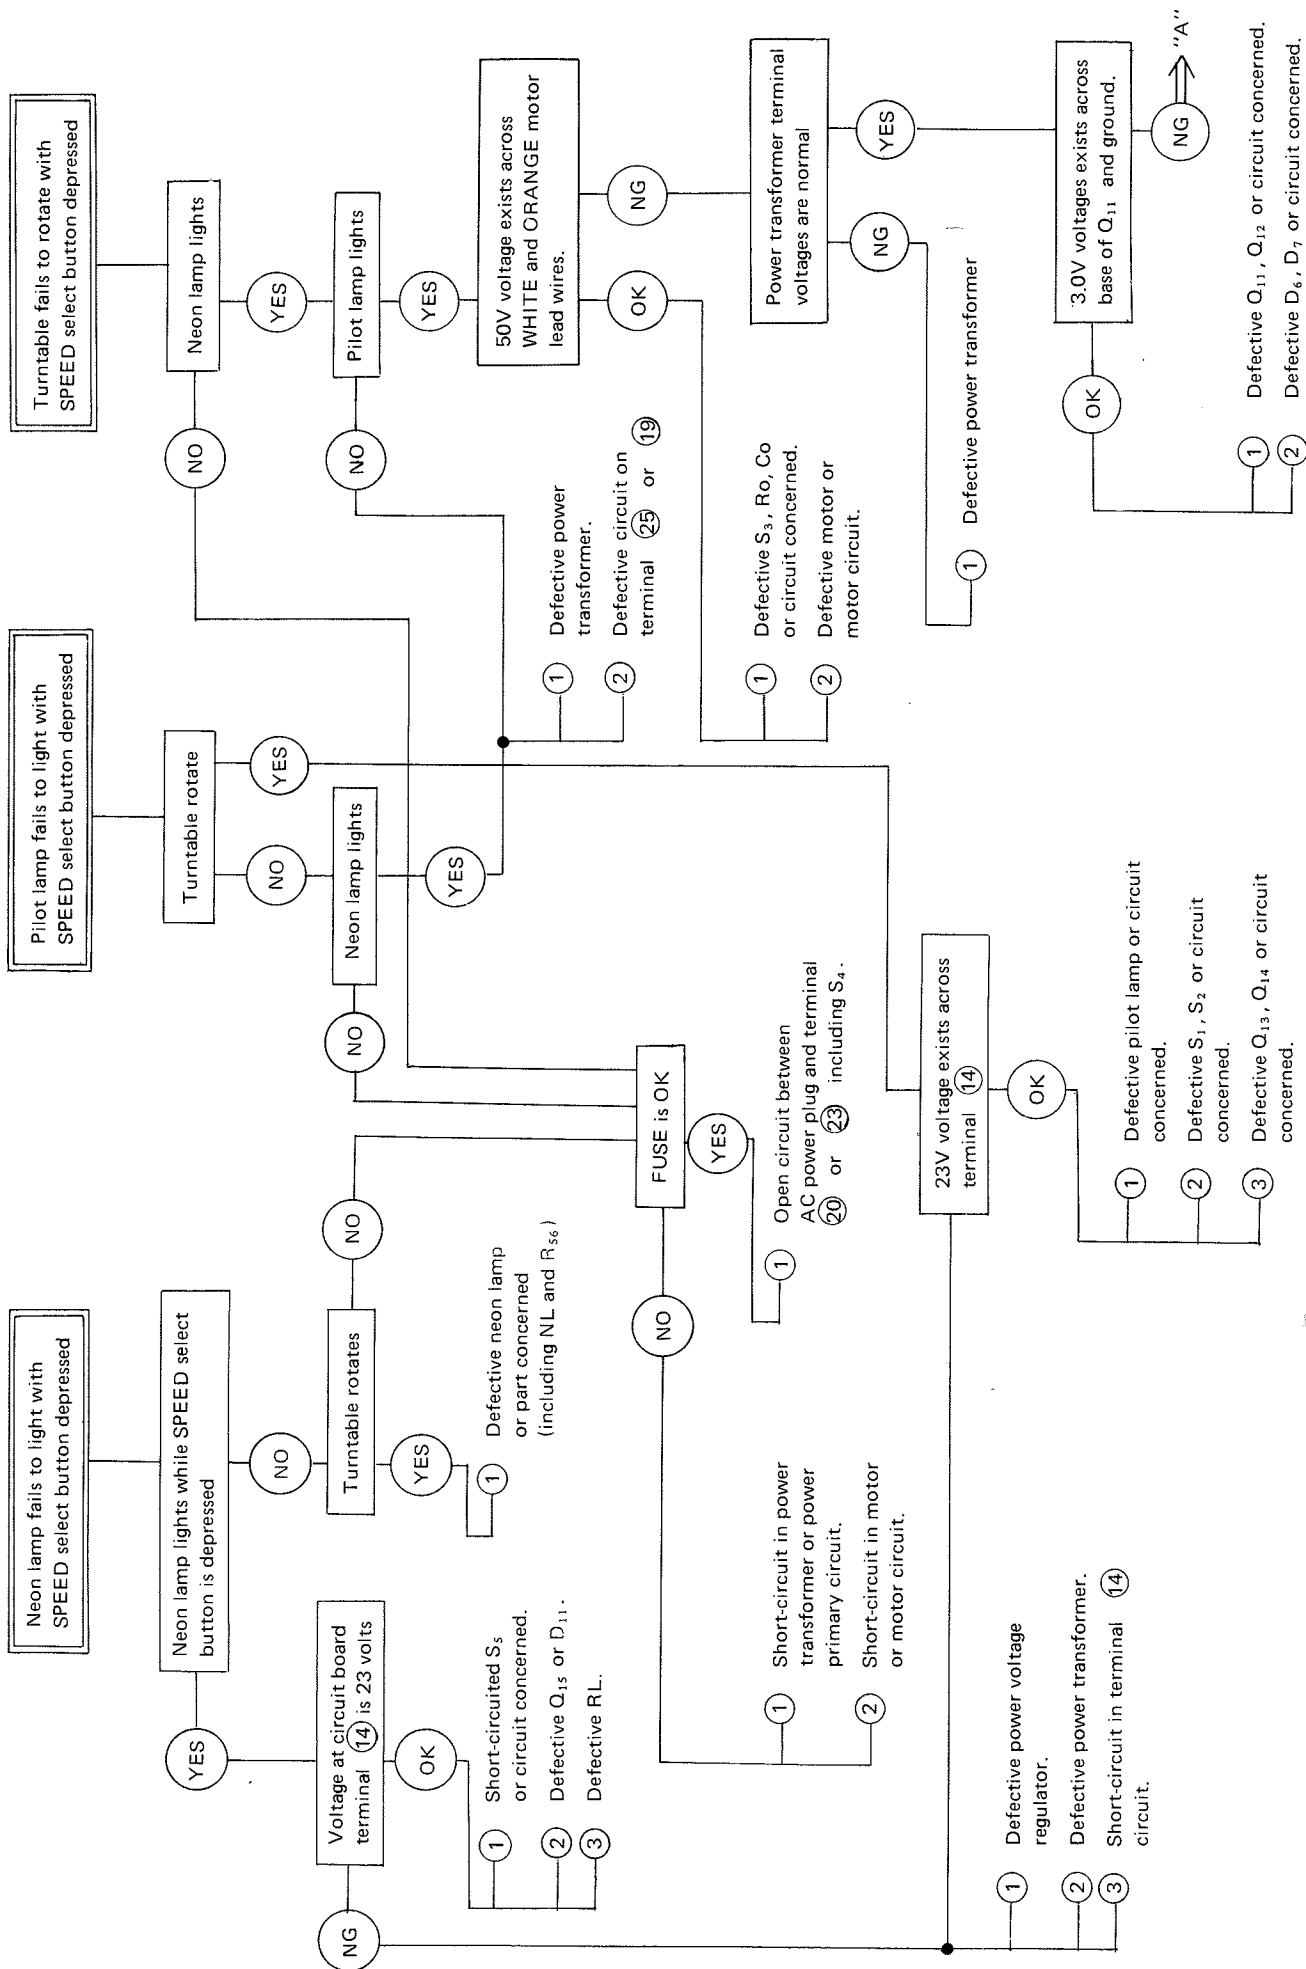 Neon lamp fails to light with
SPEED select button depressed
Neon lamp lights while SPEED select
button is depressed
YES
NO
Voltage at circuit board
terminal 14 is 23 volts
NG
OK
1 Short-circuited S5
or circuit concerned.
2 Defective Q15 or D11.
3 Defective RL.
Turntable rotates
YES
NO
1 Defective neon lamp
or part concerned
(including NL and R56)
Pilot lamp fails to light with
SPEED select button depressed
Turntable rotate
NO
YES
Neon lamp lights
NO
YES
FUSE is OK
NO
YES
1 Short-circuit in power
transformer or power
primary circuit.
2 Short-circuit in motor
or motor circuit.
1 Open circuit between
AC power plug and terminal
20 or 23 including S4.
23V voltage exists across
terminal 14
OK
1 Defective power voltage
regulator.
2 Defective power transformer.
3 Short-circuit in terminal 14
circuit.
1 Defective pilot lamp or circuit
concerned.
2 Defective S1, S2 or circuit
concerned.
3 Defective Q13, Q14 or circuit
concerned.
Turntable fails to rotate with
SPEED select button depressed
Neon lamp lights
NO
YES
Pilot lamp lights
NO
YES
1 Defective power
transformer.
2 Defective circuit on
terminal 25 or 19
50V voltage exists across
WHITE and ORANGE motor
lead wires.
OK
NG
1 Defective S3, Ro, Co
or circuit concerned.
2 Defective motor or
motor circuit.
Power transformer terminal
voltages are normal
NG
YES
1 Defective power transformer
3.0V voltages exists across
base of Q11 and ground.
OK
NG
"A"
1 Defective Q11, Q12 or circuit concerned.
2 Defective D6, D7 or circuit concerned.